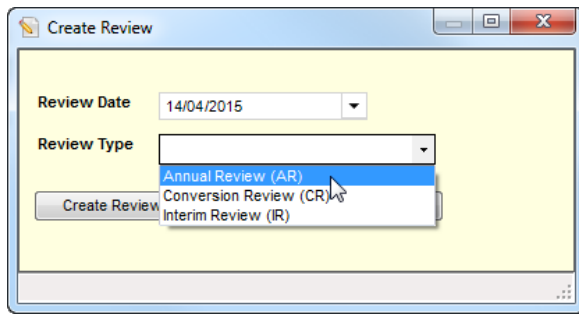 Create Review
Review Date 14/04/2015
Review Type
Annual Review (AR)
Conversion Review (CR)
Interim Review (IR)
Create Review